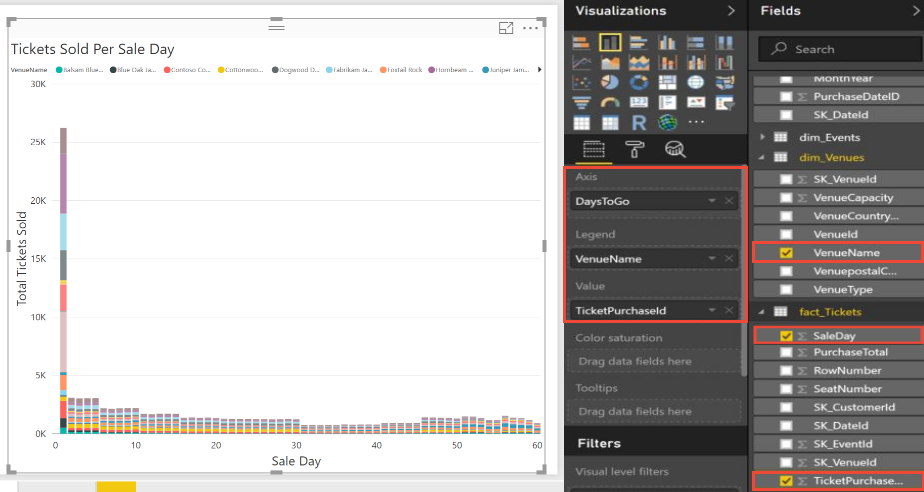 Tickets Sold Per Sale Day
VenueName Balsam Blue... Blue Oak Ja... Contoso Co... Cottonwoo... Dogwood D... Fabrikam Ja... Foxtail Rock Hornbeam ... Juniper Jam...
30K
25K
20K
15K
10K
5K
0K
Total Tickets Sold
0 10 20 30 40 50 60
Sale Day
Visualizations
R
123
Axis
DaysToGo
Legend
VenueName
Value
TicketPurchaseId
Color saturation
Drag data fields here
Tooltips
Drag data fields here
Filters
Visual level filters
Fields
Search
MonthYear
PurchaseDateID
SK_DateId
dim_Events
dim_Venues
SK_VenueId
VenueCapacity
VenueCountry...
VenueId
VenueName
VenuepostalC...
VenueType
fact_Tickets
SaleDay
PurchaseTotal
RowNumber
SeatNumber
SK_CustomerId
SK_DateId
SK_EventId
SK_VenueId
TicketPurchase...